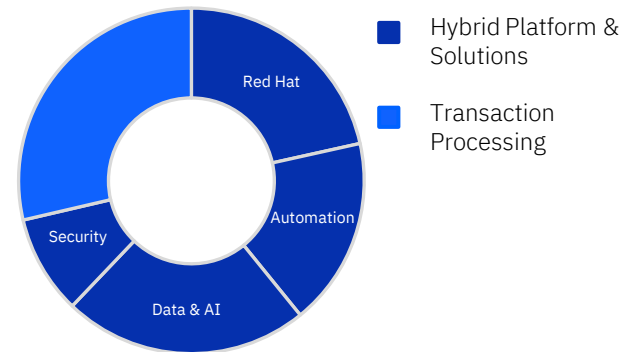 Hybrid Platform &
Solutions
Red Hat
Transaction
Processing
Automation
Security
Data & AI